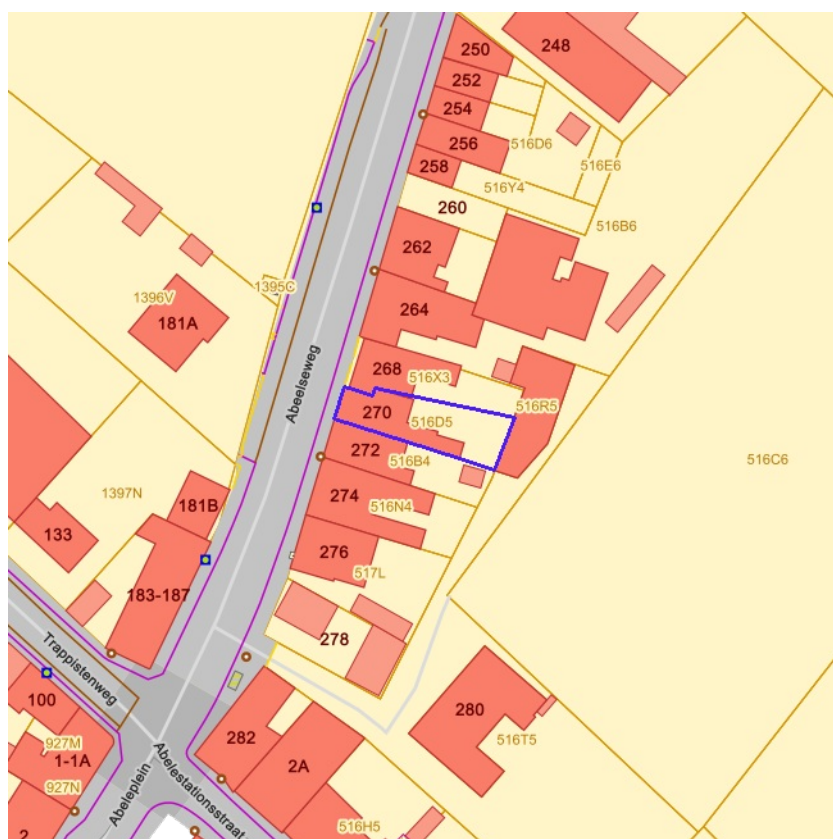 250
248
252
254
256
516D6
258
516E6
516Y4
260
516B6
262
1395C
1396V
264
181A
268
516X3
Abeelseweg
516R5
270
516D5
272
516B4
516C6
1397N
274
516N4
181B
133
276
517L
183-187
278
Trappistenweg
100
280
927M
282
516T5
1-1A
2A
927N
Abelestationsstraat
Abeleplein
2
516H5